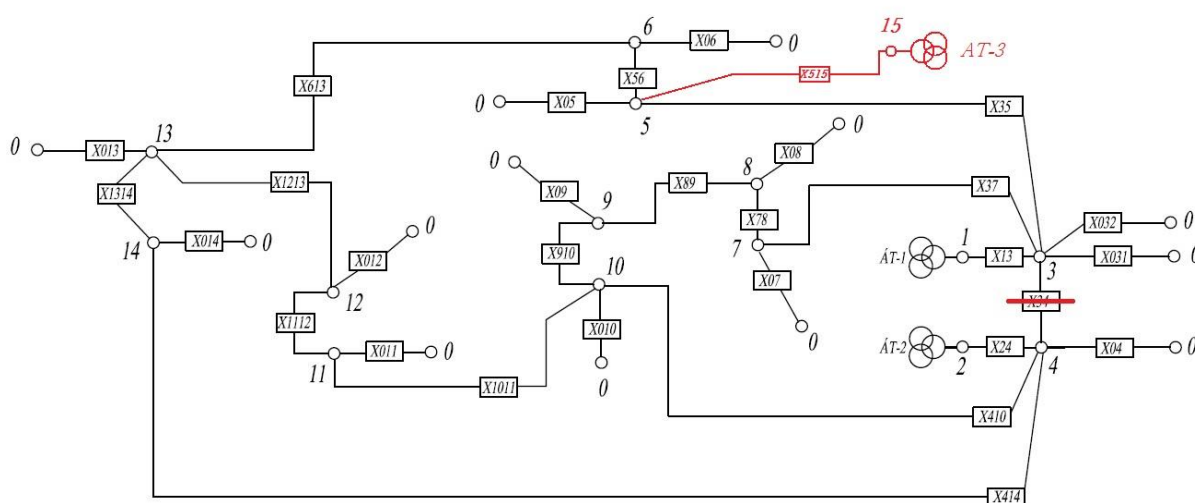 6
X06
0
15
AT-3
X613
X56
X515
0
X05
5
X35
0
X013
13
X1314
X1213
0
X09
9
X89
8
X08
0
X37
X78
7
14
X014
0
X012
0
12
X910
10
X07
0
ÁT-1
1
X13
3
X032
0
X031
0
X34
X1112
X011
0
11
X010
0
ÁT-2
2
X24
4
X04
0
X1011
X410
X414